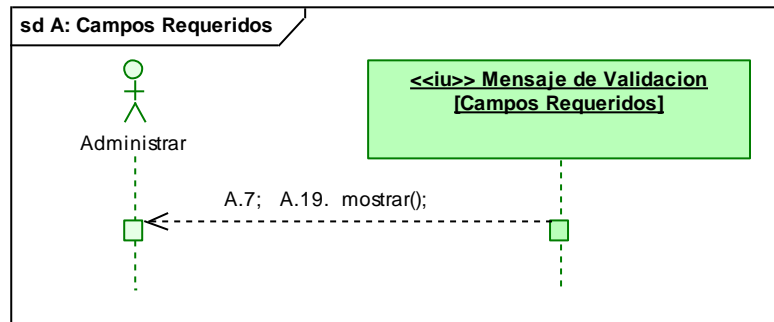 sd A: Campos Requeridos
<<iu>> Mensaje de Validacion
[Campos Requeridos]
Administrar
A.7; A.19. mostrar();